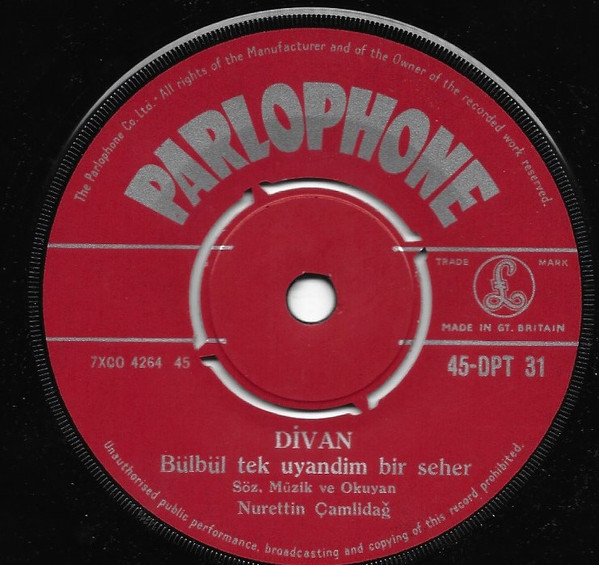 The Parlophone Co. Ltd. · All rights of the Manufacturer and of the Owner of the recorded work reserved.
PARLOPHONE
TRADE MARK
£
MADE IN GT. BRITAIN
7XCO 4264 45
45-DPT 31
DİVAN
Bülbül tek uyandim bir seher
Söz. Müzik ve Okuyan
Nurettin Çamlidağ
Unauthorised public performance, broadcasting and copying of this record prohibited.